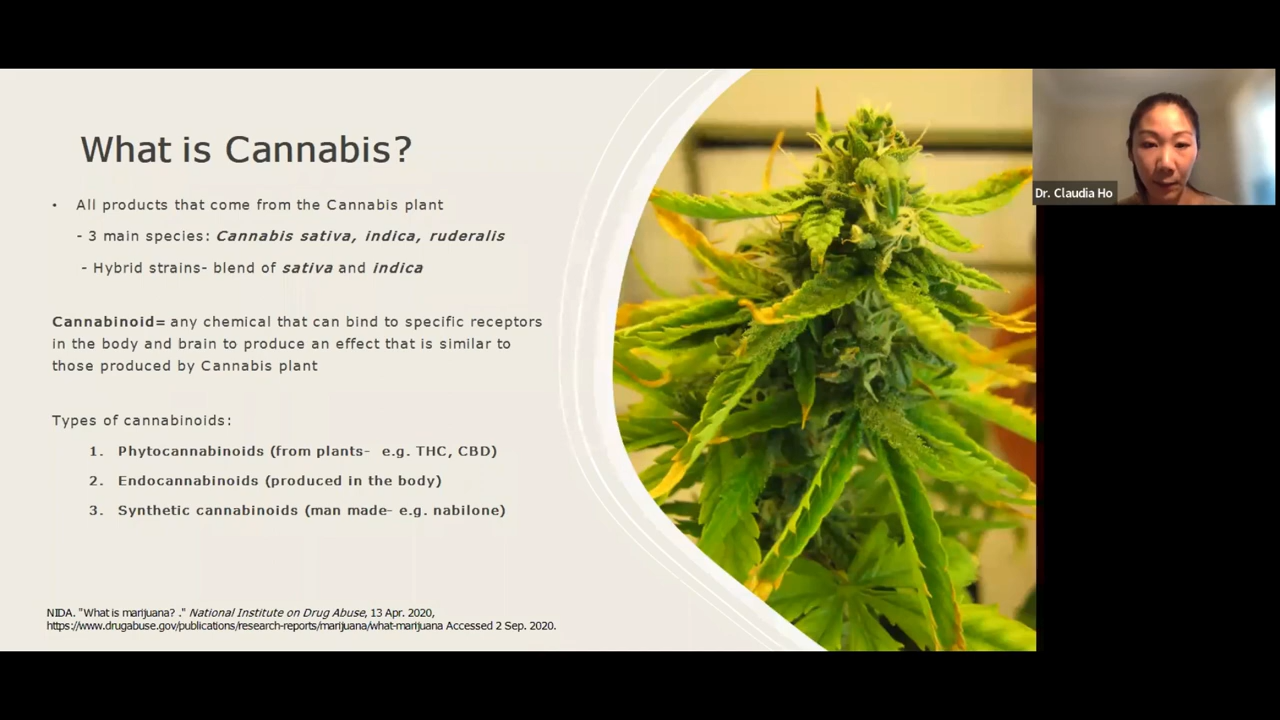 What is Cannabis?
• All products that come from the Cannabis plant
- 3 main species: Cannabis sativa, indica, ruderalis
- Hybrid strains- blend of sativa and indica
Cannabinoid= any chemical that can bind to specific receptors
in the body and brain to produce an effect that is similar to
those produced by Cannabis plant
Types of cannabinoids:
1. Phytocannabinoids (from plants- e.g. THC, CBD)
2. Endocannabinoids (produced in the body)
3. Synthetic cannabinoids (man made- e.g. nabilone)
NIDA. "What is marijuana? ." National Institute on Drug Abuse, 13 Apr. 2020,
https://www.drugabuse.gov/publications/research-reports/marijuana/what-marijuana Accessed 2 Sep. 2020.
Dr. Claudia Ho